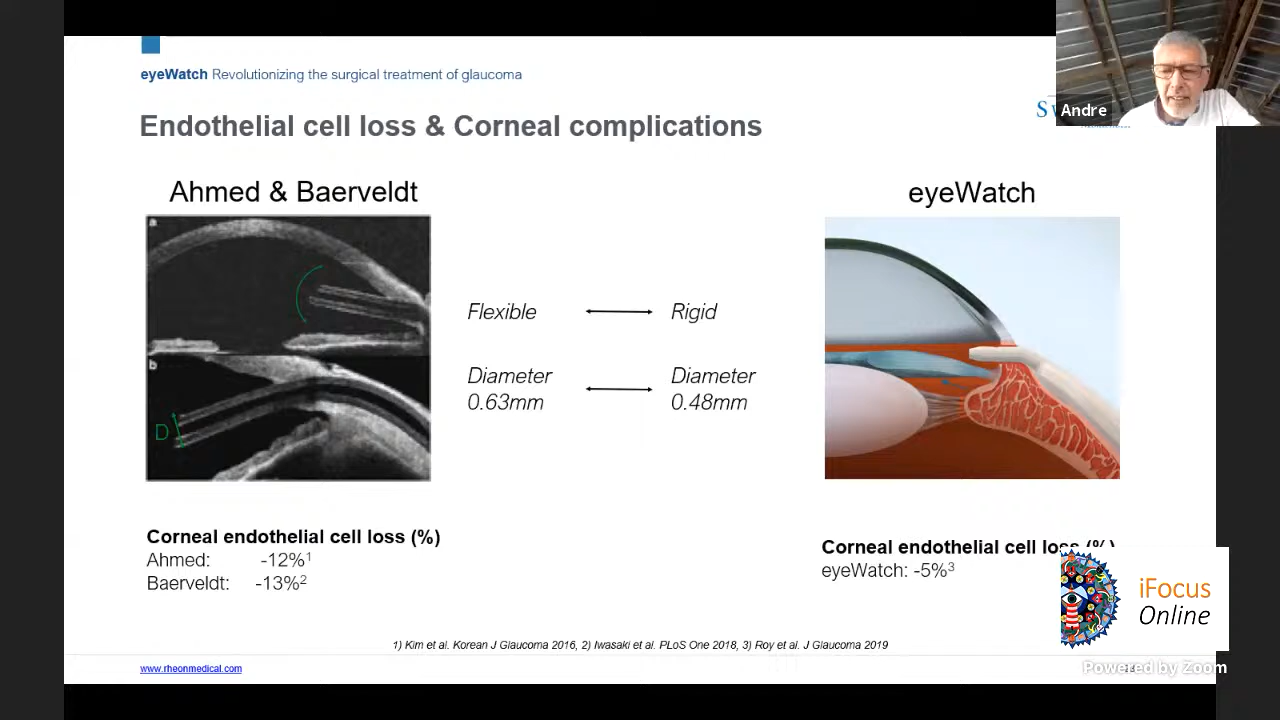 eyeWatch Revolutionizing the surgical treatment of glaucoma
Andre
Endothelial cell loss & Corneal complications
Ahmed & Baerveldt
eyeWatch
a
Flexible
Rigid
Diameter
0.63mm
Diameter
0.48mm
b
D
Corneal endothelial cell loss (%)
Ahmed: -12%1
Baerveldt: -13%2
Corneal endothelial cell loss (%)
eyeWatch: -5%3
iFocus
Online
1) Kim et al. Korean J Glaucoma 2016, 2) Iwasaki et al. PLoS One 2018, 3) Roy et al. J Glaucoma 2019
www.rheonmedical.com
Powered by Zoom